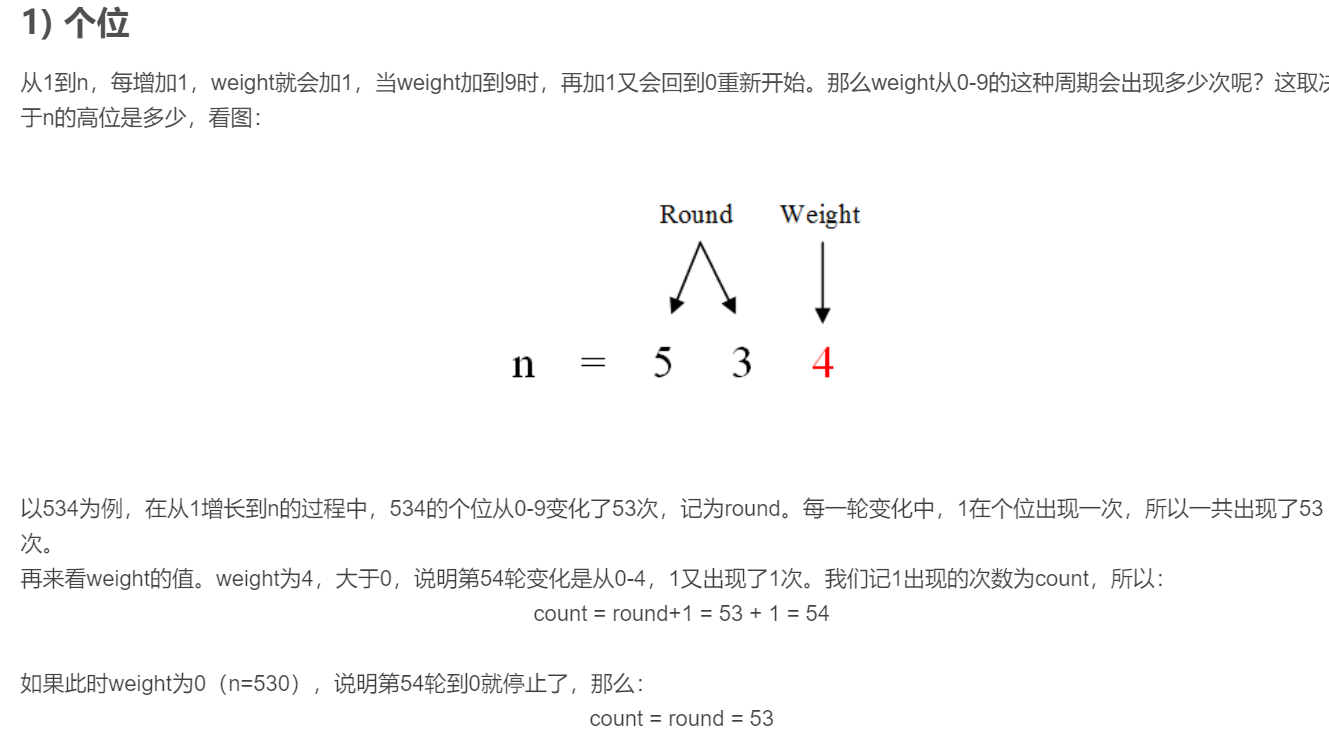 1) 个位
从1到n，每增加1，weight就会加1，当weight加到9时，再加1又会回到0重新开始。那么weight从0-9的这种周期会出现多少次呢？这取决
于n的高位是多少，看图：
Round Weight
n = 5 3 4
以534为例，在从1增长到n的过程中，534的个位从0-9变化了53次，记为round。每一轮变化中，1在个位出现一次，所以一共出现了53
次。
再来看weight的值。weight为4，大于0，说明第54轮变化是从0-4，1又出现了1次。我们记1出现的次数为count，所以：
count = round+1 = 53 + 1 = 54
如果此时weight为0（n=530），说明第54轮到0就停止了，那么：
count = round = 53